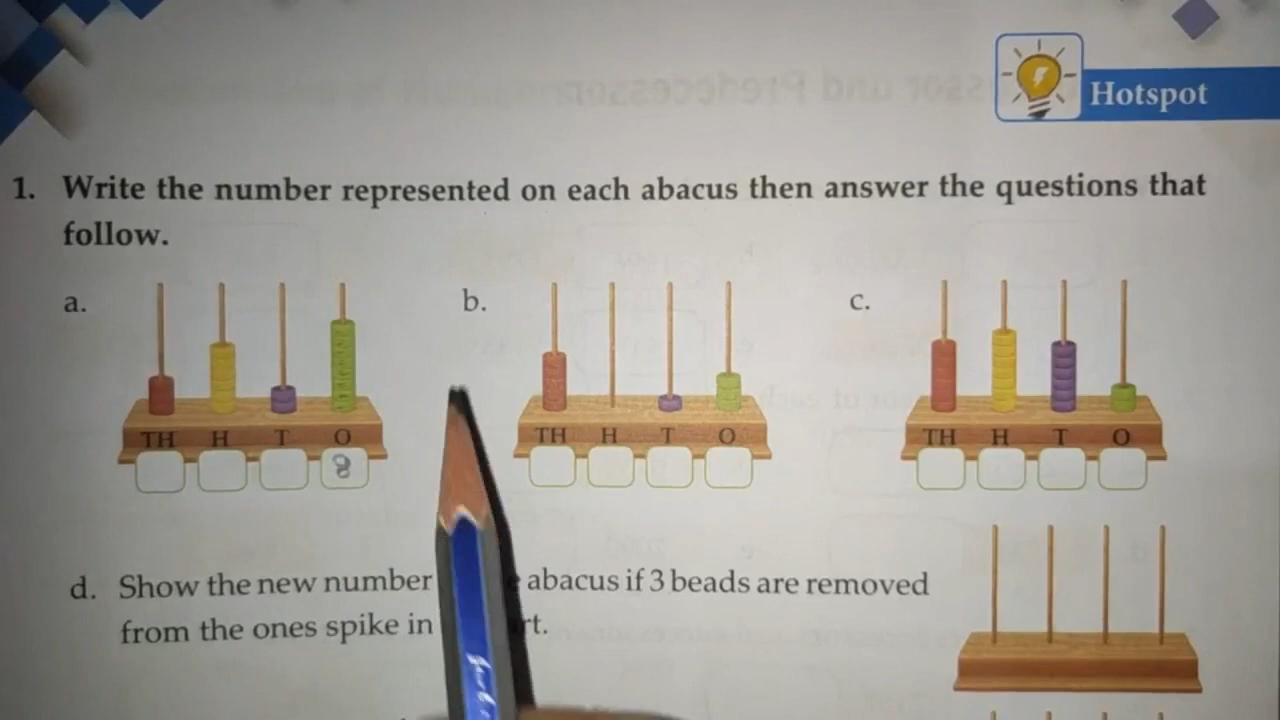 Hotspot
1. Write the number represented on each abacus then answer the questions that
follow.
a. b. c.
TH H T O TH H T O TH H T O
8
d. Show the new number abacus if 3 beads are removed
from the ones spike in